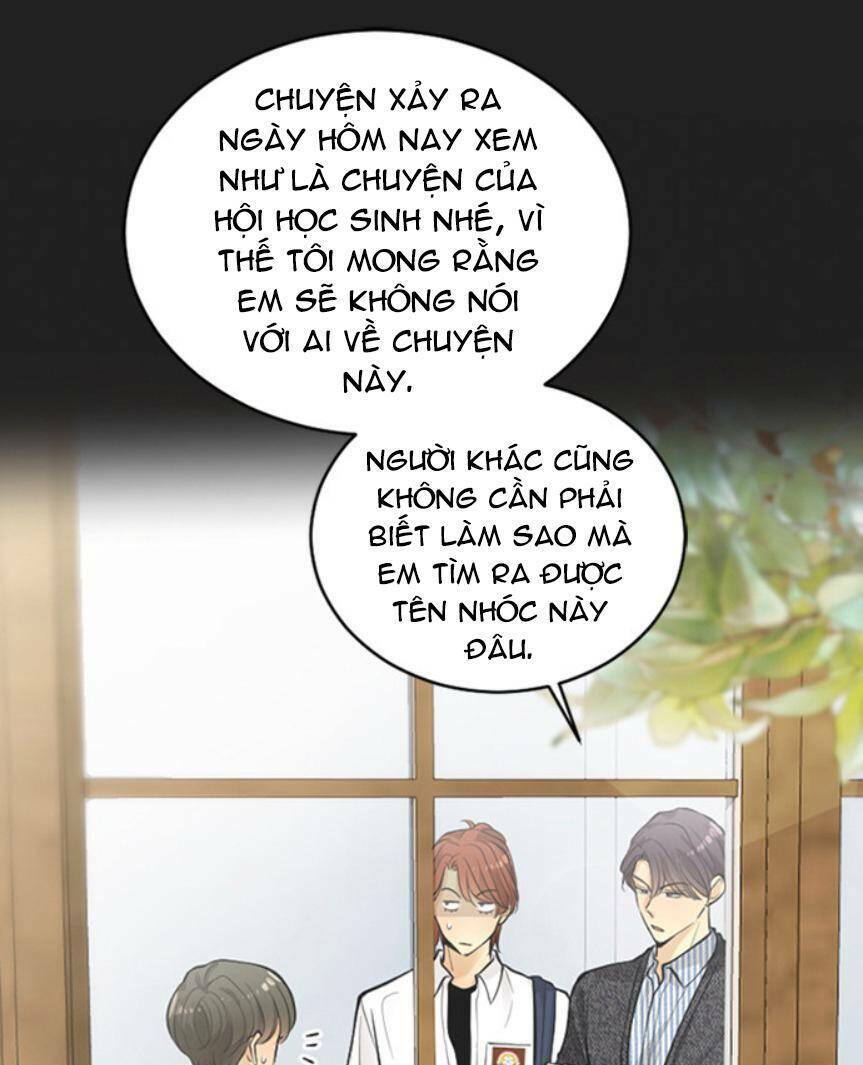 CHUYỆN XẢY RA
NGÀY HÔM NAY XEM
NHƯ LÀ CHUYỆN CỦA
HỘI HỌC SINH NHÉ, VÌ
THẾ TÔI MONG RẰNG
EM SẼ KHÔNG NÓI
VỚI AI VỀ CHUYỆN
NÀY.
NGƯỜI KHÁC CŨNG
KHÔNG CẦN PHẢI
BIẾT LÀM SAO MÀ
EM TÌM RA ĐƯỢC
TÊN NHÓC NÀY
ĐÂU.